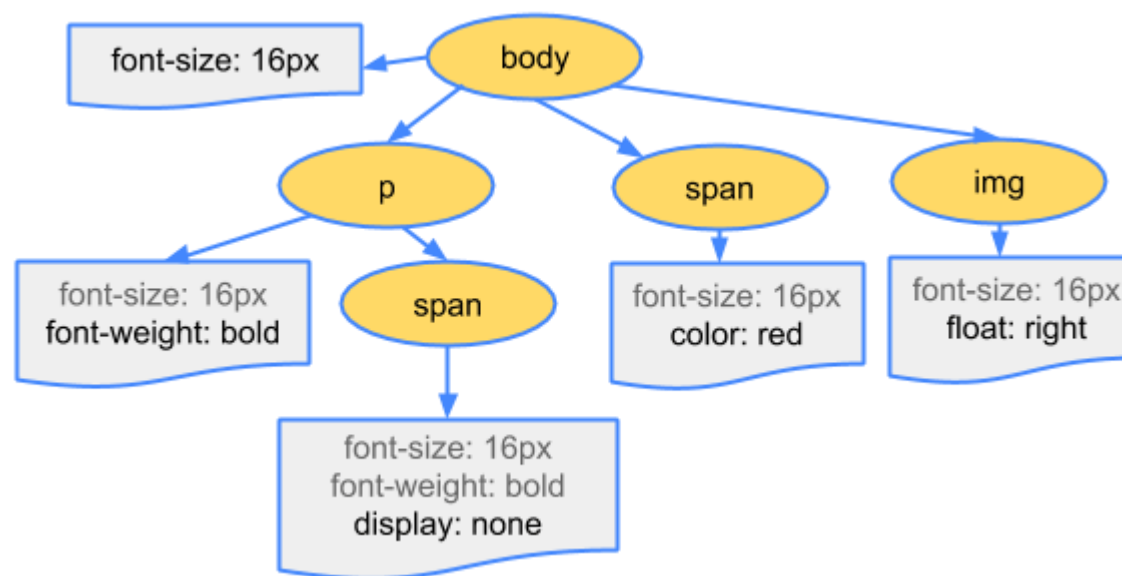 font-size: 16px
body
p
span
img
font-size: 16px
font-weight: bold
span
font-size: 16px
color: red
font-size: 16px
float: right
font-size: 16px
font-weight: bold
display: none